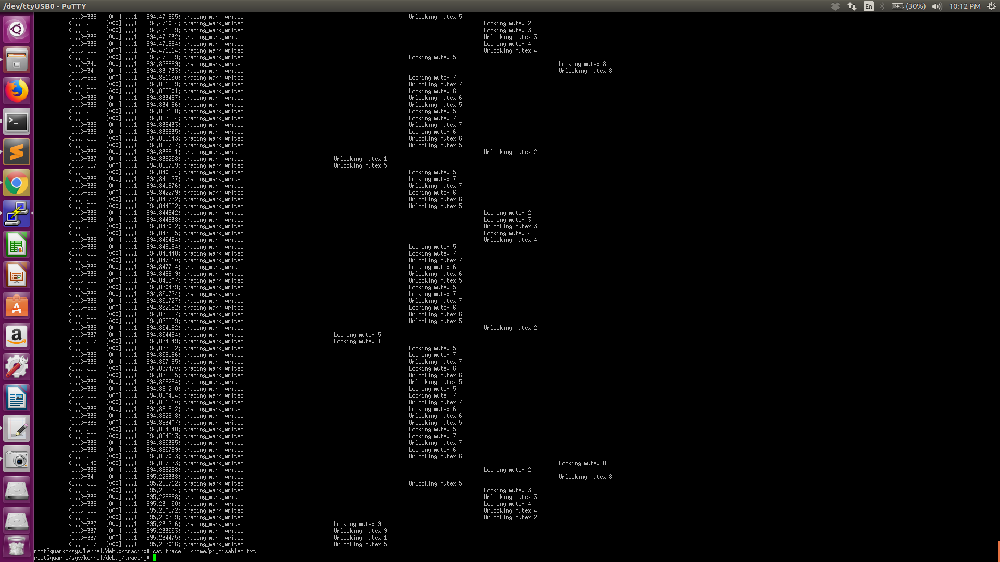 /dev/ttyUSB0 - PuTTY En (30%) 10:12 PM
<...>-338 [000] ...1 994.470855: tracing_mark_write: Unlocking mutex 5
<...>-339 [000] ...1 994.471094: tracing_mark_write: Locking mutex 2
<...>-339 [000] ...1 994.471289: tracing_mark_write: Locking mutex 3
<...>-339 [000] ...1 994.471532: tracing_mark_write: Unlocking mutex 3
<...>-339 [000] ...1 994.471684: tracing_mark_write: Locking mutex 4
<...>-339 [000] ...1 994.471914: tracing_mark_write: Unlocking mutex 4
<...>-338 [000] ...1 994.472639: tracing_mark_write: Locking mutex 5
<...>-340 [000] ...1 994.829989: tracing_mark_write: Locking mutex 8
<...>-340 [000] ...1 994.830733: tracing_mark_write: Unlocking mutex 8
<...>-338 [000] ...1 994.831150: tracing_mark_write: Locking mutex 7
<...>-338 [000] ...1 994.831899: tracing_mark_write: Unlocking mutex 7
<...>-338 [000] ...1 994.832301: tracing_mark_write: Locking mutex 6
<...>-338 [000] ...1 994.833497: tracing_mark_write: Unlocking mutex 6
<...>-338 [000] ...1 994.834096: tracing_mark_write: Unlocking mutex 5
<...>-338 [000] ...1 994.835138: tracing_mark_write: Locking mutex 5
<...>-338 [000] ...1 994.835684: tracing_mark_write: Locking mutex 7
<...>-338 [000] ...1 994.836433: tracing_mark_write: Unlocking mutex 7
<...>-338 [000] ...1 994.836835: tracing_mark_write: Locking mutex 6
<...>-338 [000] ...1 994.838143: tracing_mark_write: Unlocking mutex 6
<...>-338 [000] ...1 994.838787: tracing_mark_write: Unlocking mutex 5
<...>-339 [000] ...1 994.838911: tracing_mark_write: Unlocking mutex 2
<...>-337 [000] ...1 994.839258: tracing_mark_write: Unlocking mutex 1
<...>-337 [000] ...1 994.839799: tracing_mark_write: Unlocking mutex 5
<...>-338 [000] ...1 994.840864: tracing_mark_write: Locking mutex 5
<...>-338 [000] ...1 994.841127: tracing_mark_write: Locking mutex 7
<...>-338 [000] ...1 994.841876: tracing_mark_write: Unlocking mutex 7
<...>-338 [000] ...1 994.842279: tracing_mark_write: Locking mutex 6
<...>-338 [000] ...1 994.843752: tracing_mark_write: Unlocking mutex 6
<...>-338 [000] ...1 994.844392: tracing_mark_write: Unlocking mutex 5
<...>-339 [000] ...1 994.844642: tracing_mark_write: Locking mutex 2
<...>-339 [000] ...1 994.844838: tracing_mark_write: Locking mutex 3
<...>-339 [000] ...1 994.845082: tracing_mark_write: Unlocking mutex 3
<...>-339 [000] ...1 994.845235: tracing_mark_write: Locking mutex 4
<...>-339 [000] ...1 994.845464: tracing_mark_write: Unlocking mutex 4
<...>-338 [000] ...1 994.846184: tracing_mark_write: Locking mutex 5
<...>-338 [000] ...1 994.846448: tracing_mark_write: Locking mutex 7
<...>-338 [000] ...1 994.847310: tracing_mark_write: Unlocking mutex 7
<...>-338 [000] ...1 994.847714: tracing_mark_write: Locking mutex 6
<...>-338 [000] ...1 994.848909: tracing_mark_write: Unlocking mutex 6
<...>-338 [000] ...1 994.849507: tracing_mark_write: Unlocking mutex 5
<...>-338 [000] ...1 994.850459: tracing_mark_write: Locking mutex 5
<...>-338 [000] ...1 994.850724: tracing_mark_write: Locking mutex 7
<...>-338 [000] ...1 994.851727: tracing_mark_write: Unlocking mutex 7
<...>-338 [000] ...1 994.852132: tracing_mark_write: Locking mutex 6
<...>-338 [000] ...1 994.853327: tracing_mark_write: Unlocking mutex 6
<...>-338 [000] ...1 994.853969: tracing_mark_write: Unlocking mutex 5
<...>-339 [000] ...1 994.854162: tracing_mark_write: Unlocking mutex 2
<...>-337 [000] ...1 994.854464: tracing_mark_write: Locking mutex 5
<...>-337 [000] ...1 994.854649: tracing_mark_write: Locking mutex 1
<...>-338 [000] ...1 994.855932: tracing_mark_write: Locking mutex 5
<...>-338 [000] ...1 994.856196: tracing_mark_write: Locking mutex 7
<...>-338 [000] ...1 994.857065: tracing_mark_write: Unlocking mutex 7
<...>-338 [000] ...1 994.857470: tracing_mark_write: Locking mutex 6
<...>-338 [000] ...1 994.858665: tracing_mark_write: Unlocking mutex 6
<...>-338 [000] ...1 994.859264: tracing_mark_write: Unlocking mutex 5
<...>-338 [000] ...1 994.860200: tracing_mark_write: Locking mutex 5
<...>-338 [000] ...1 994.860464: tracing_mark_write: Locking mutex 7
<...>-338 [000] ...1 994.861210: tracing_mark_write: Unlocking mutex 7
<...>-338 [000] ...1 994.861612: tracing_mark_write: Locking mutex 6
<...>-338 [000] ...1 994.862808: tracing_mark_write: Unlocking mutex 6
<...>-338 [000] ...1 994.863407: tracing_mark_write: Unlocking mutex 5
<...>-338 [000] ...1 994.864348: tracing_mark_write: Locking mutex 5
<...>-338 [000] ...1 994.864613: tracing_mark_write: Locking mutex 7
<...>-338 [000] ...1 994.865365: tracing_mark_write: Unlocking mutex 7
<...>-338 [000] ...1 994.865769: tracing_mark_write: Locking mutex 6
<...>-338 [000] ...1 994.867093: tracing_mark_write: Unlocking mutex 6
<...>-340 [000] ...1 994.867953: tracing_mark_write: Locking mutex 8
<...>-339 [000] ...1 994.868288: tracing_mark_write: Locking mutex 2
<...>-340 [000] ...1 995.226338: tracing_mark_write: Unlocking mutex 8
<...>-338 [000] ...1 995.228712: tracing_mark_write: Unlocking mutex 5
<...>-339 [000] ...1 995.229654: tracing_mark_write: Locking mutex 3
<...>-339 [000] ...1 995.229898: tracing_mark_write: Unlocking mutex 3
<...>-339 [000] ...1 995.230050: tracing_mark_write: Locking mutex 4
<...>-339 [000] ...1 995.230372: tracing_mark_write: Unlocking mutex 4
<...>-339 [000] ...1 995.230569: tracing_mark_write: Unlocking mutex 2
<...>-337 [000] ...1 995.231216: tracing_mark_write: Locking mutex 9
<...>-337 [000] ...1 995.233553: tracing_mark_write: Unlocking mutex 9
<...>-337 [000] ...1 995.234475: tracing_mark_write: Unlocking mutex 1
<...>-337 [000] ...1 995.235016: tracing_mark_write: Unlocking mutex 5
root@quark:/sys/kernel/debug/tracing# cat trace > /home/pi_disabled.txt
root@quark:/sys/kernel/debug/tracing#